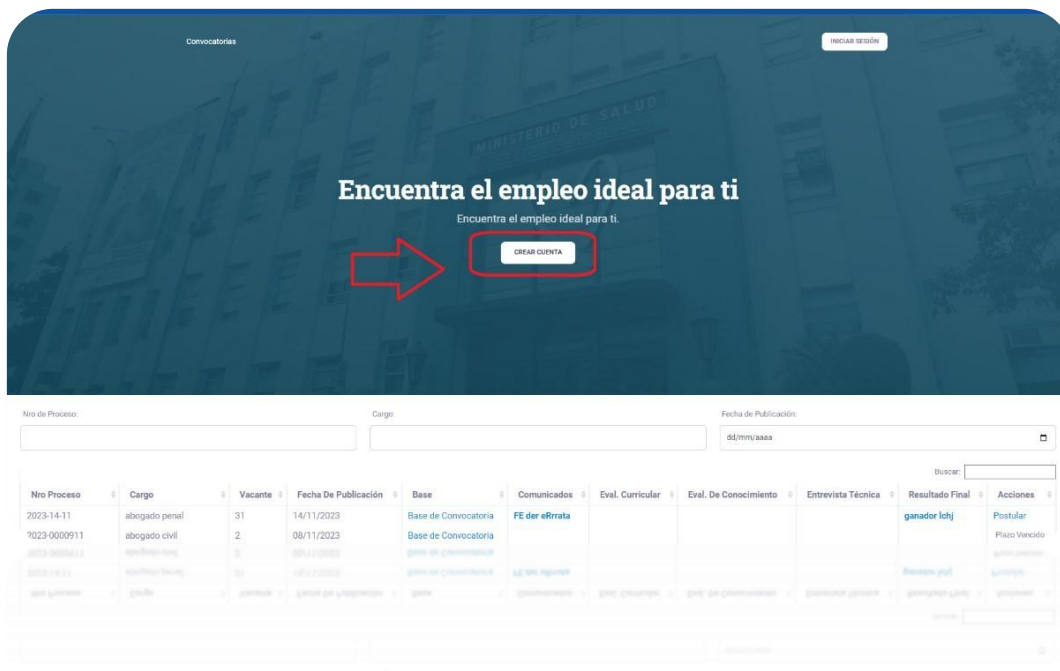 Convocatorias
INICIAR SESIÓN
MINISTERIO DE SALUD
Encuentra el empleo ideal para ti
Encuentra el empleo ideal para ti.
CREAR CUENTA
Nro de Proceso: Cargo: Fecha de Publicación:
dd/mm/aaaa
Buscar:
Nro Proceso Cargo Vacante Fecha De Publicación Base Comunicados Eval. Curricular Eval. De Conocimiento Entrevista Técnica Resultado Final Acciones
2023-14-11 abogado penal 31 14/11/2023 Base de Convocatoria FE der eRrata ganador lchj Postular
2023-0000911 abogado civil 2 08/11/2023 Base de Convocatoria Plazo Vencido